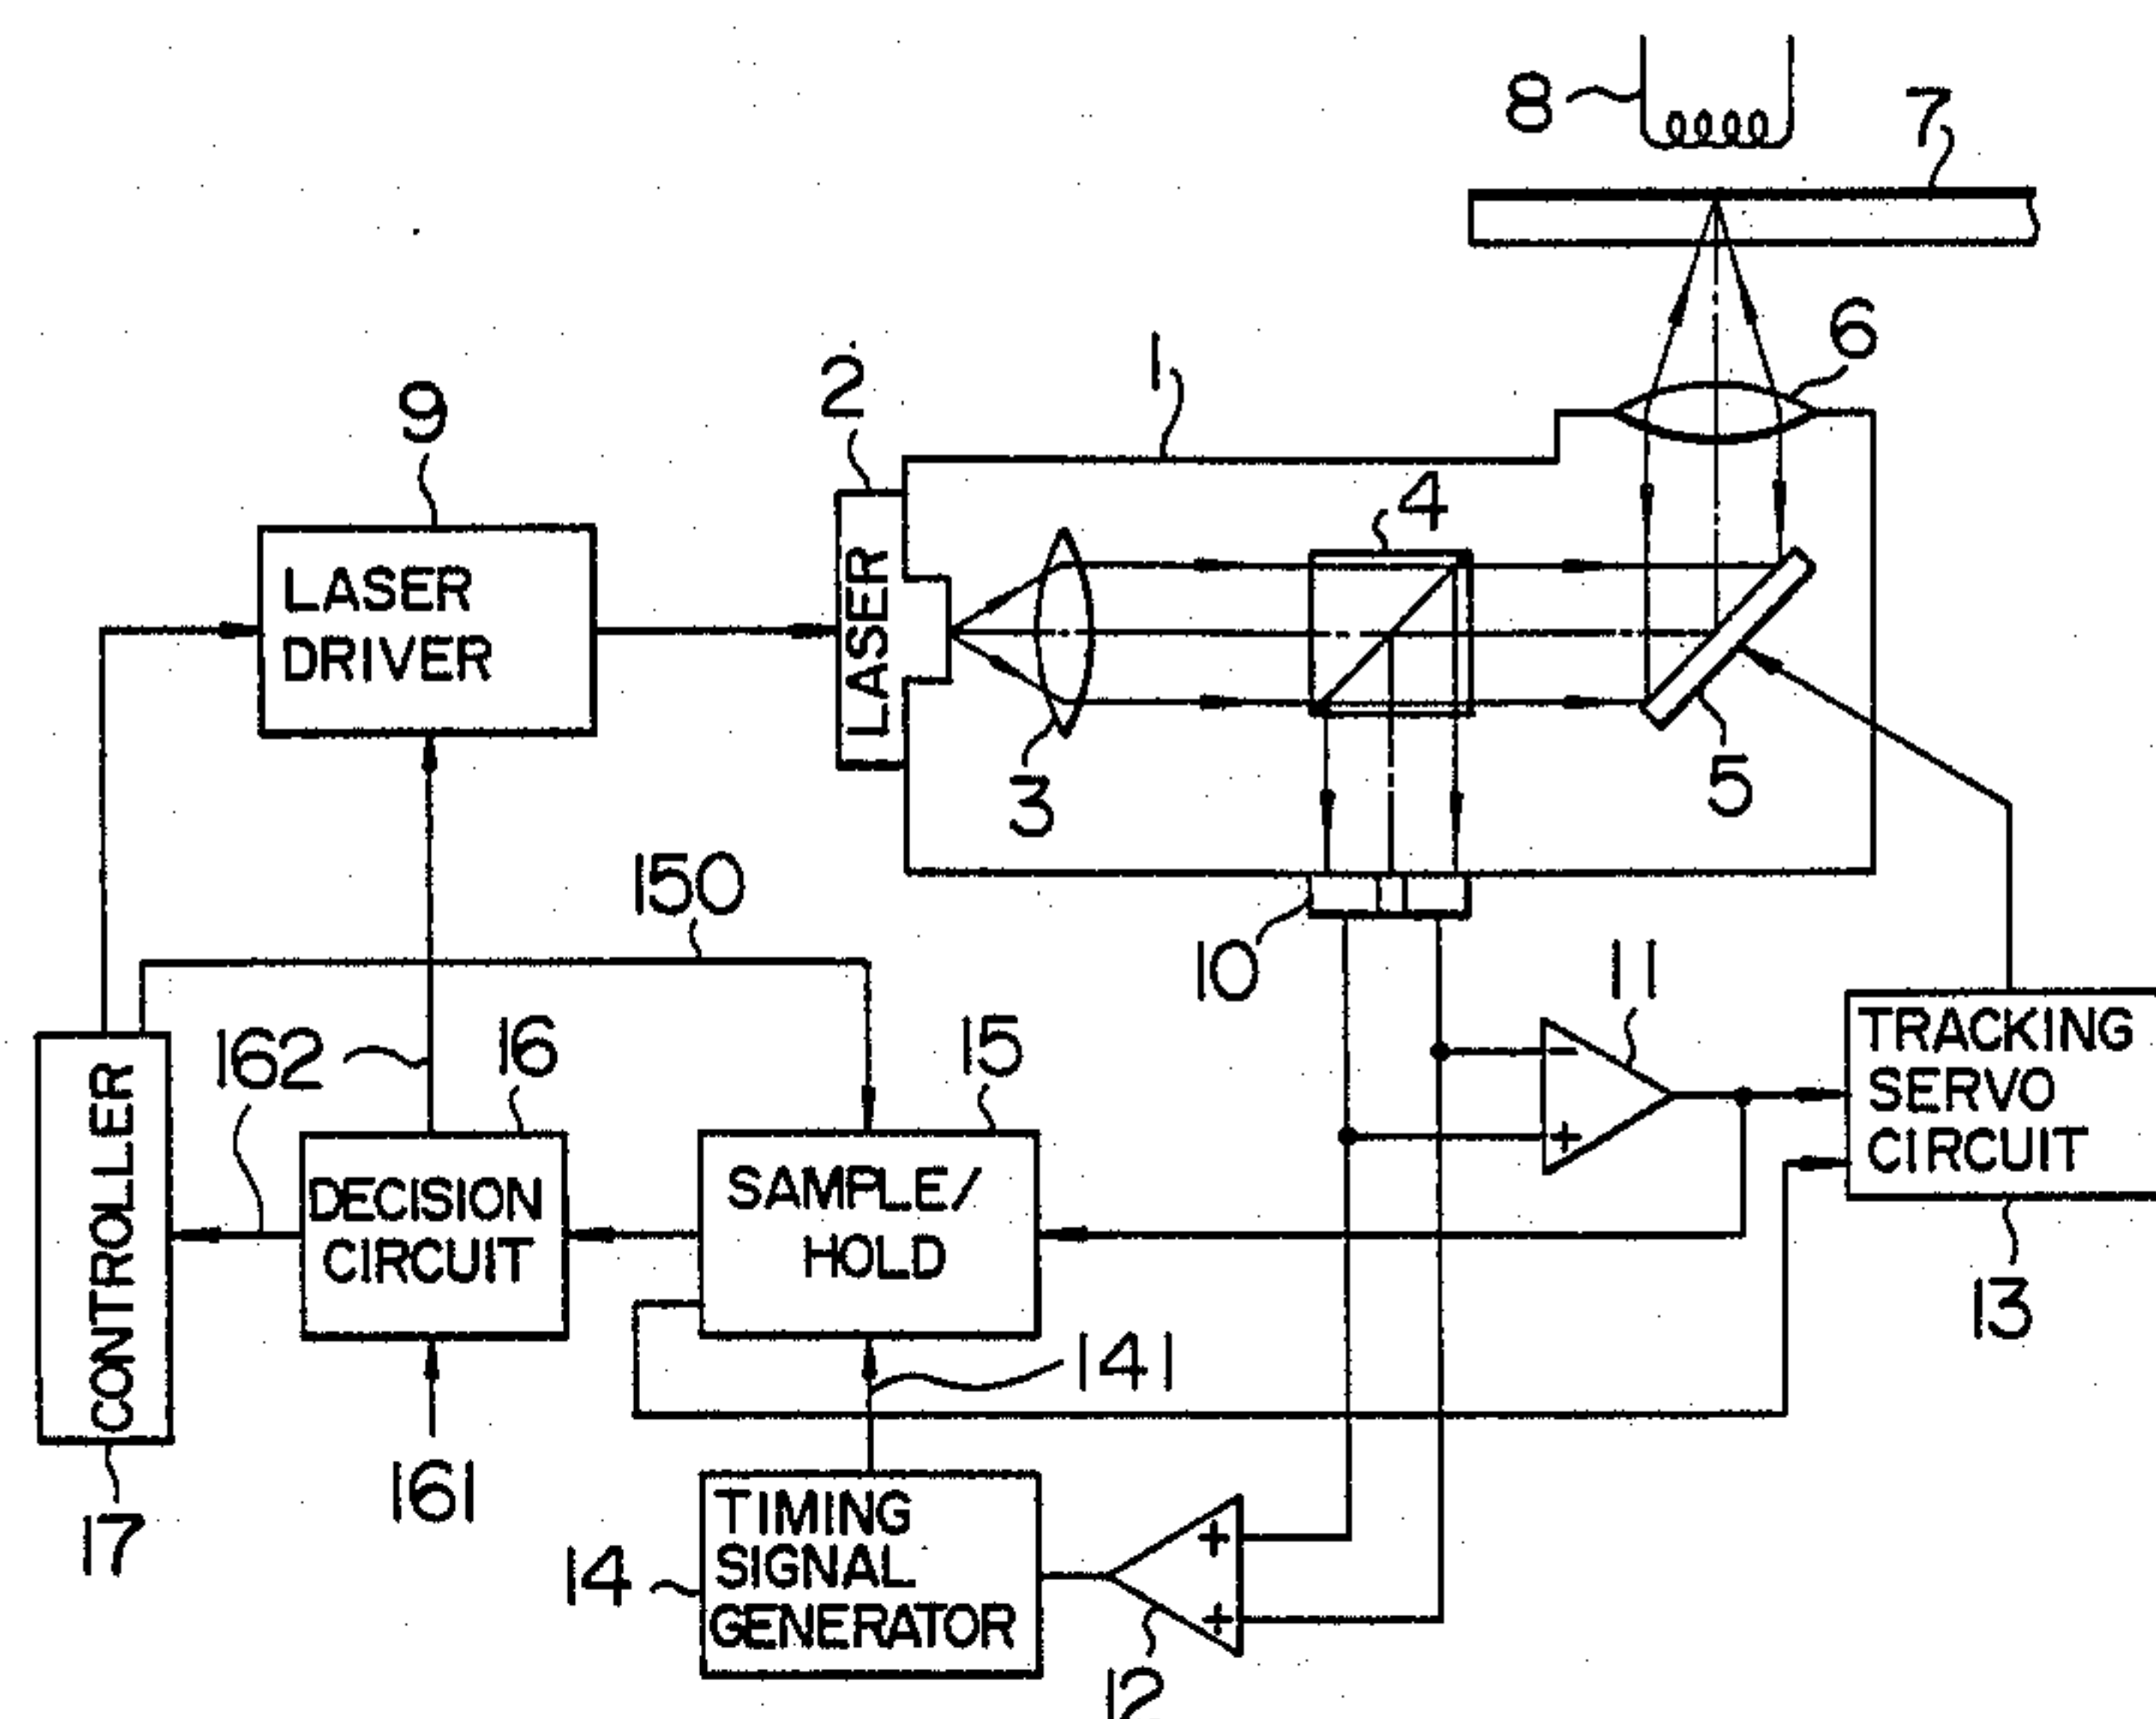 8
7
6
1
2
9
4
LASER
DRIVER
LASER
3
5
150
10
11
162
16
15
TRACKING
SERVO
CIRCUIT
CONTROLLER
DECISION
CIRCUIT
SAMPLE/
HOLD
13
141
161
17
14
TIMING
SIGNAL
GENERATOR
12
−
+
+
+